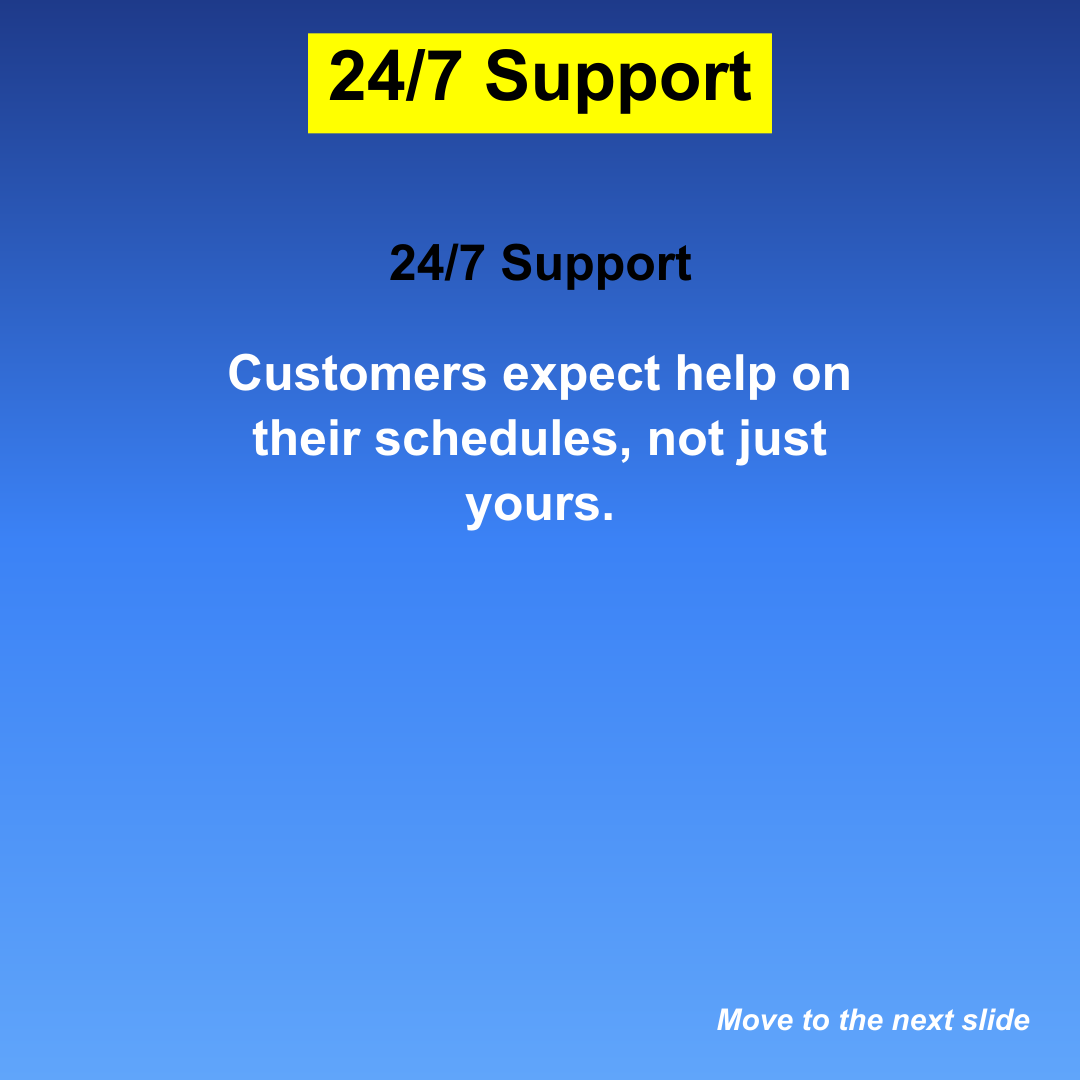 24/7 Support
24/7 Support
Customers expect help on
their schedules, not just
yours.
Move to the next slide